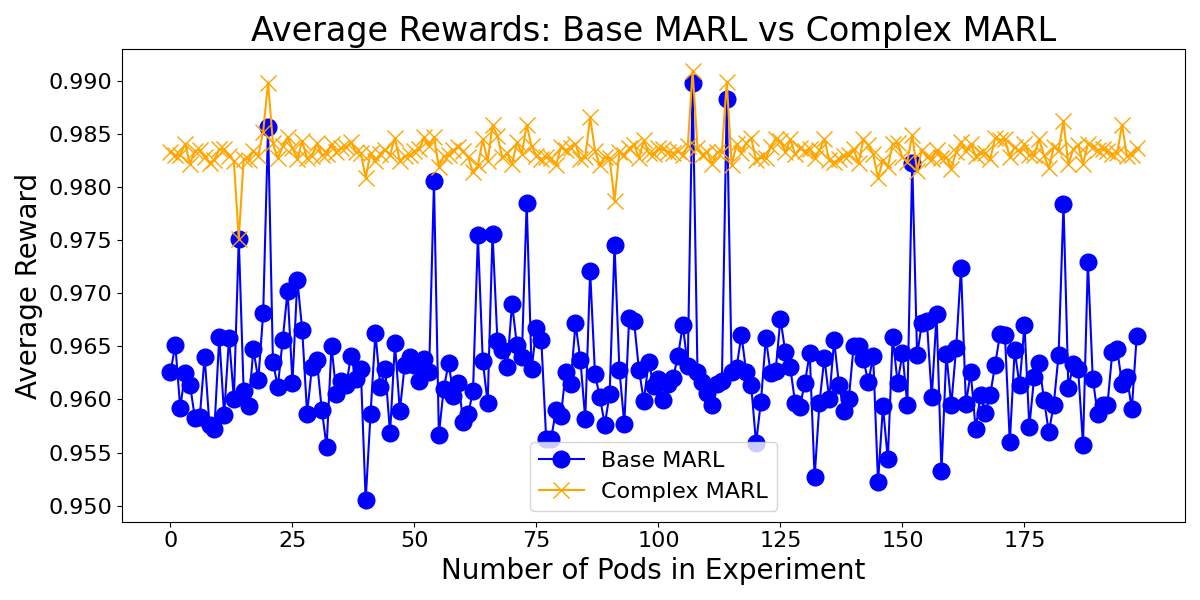 Average Rewards: Base MARL vs Complex MARL
Average Reward
0.990
0.985
0.980
0.975
0.970
0.965
0.960
0.955
0.950
Base MARL
Complex MARL
0 25 50 75 100 125 150 175
Number of Pods in Experiment